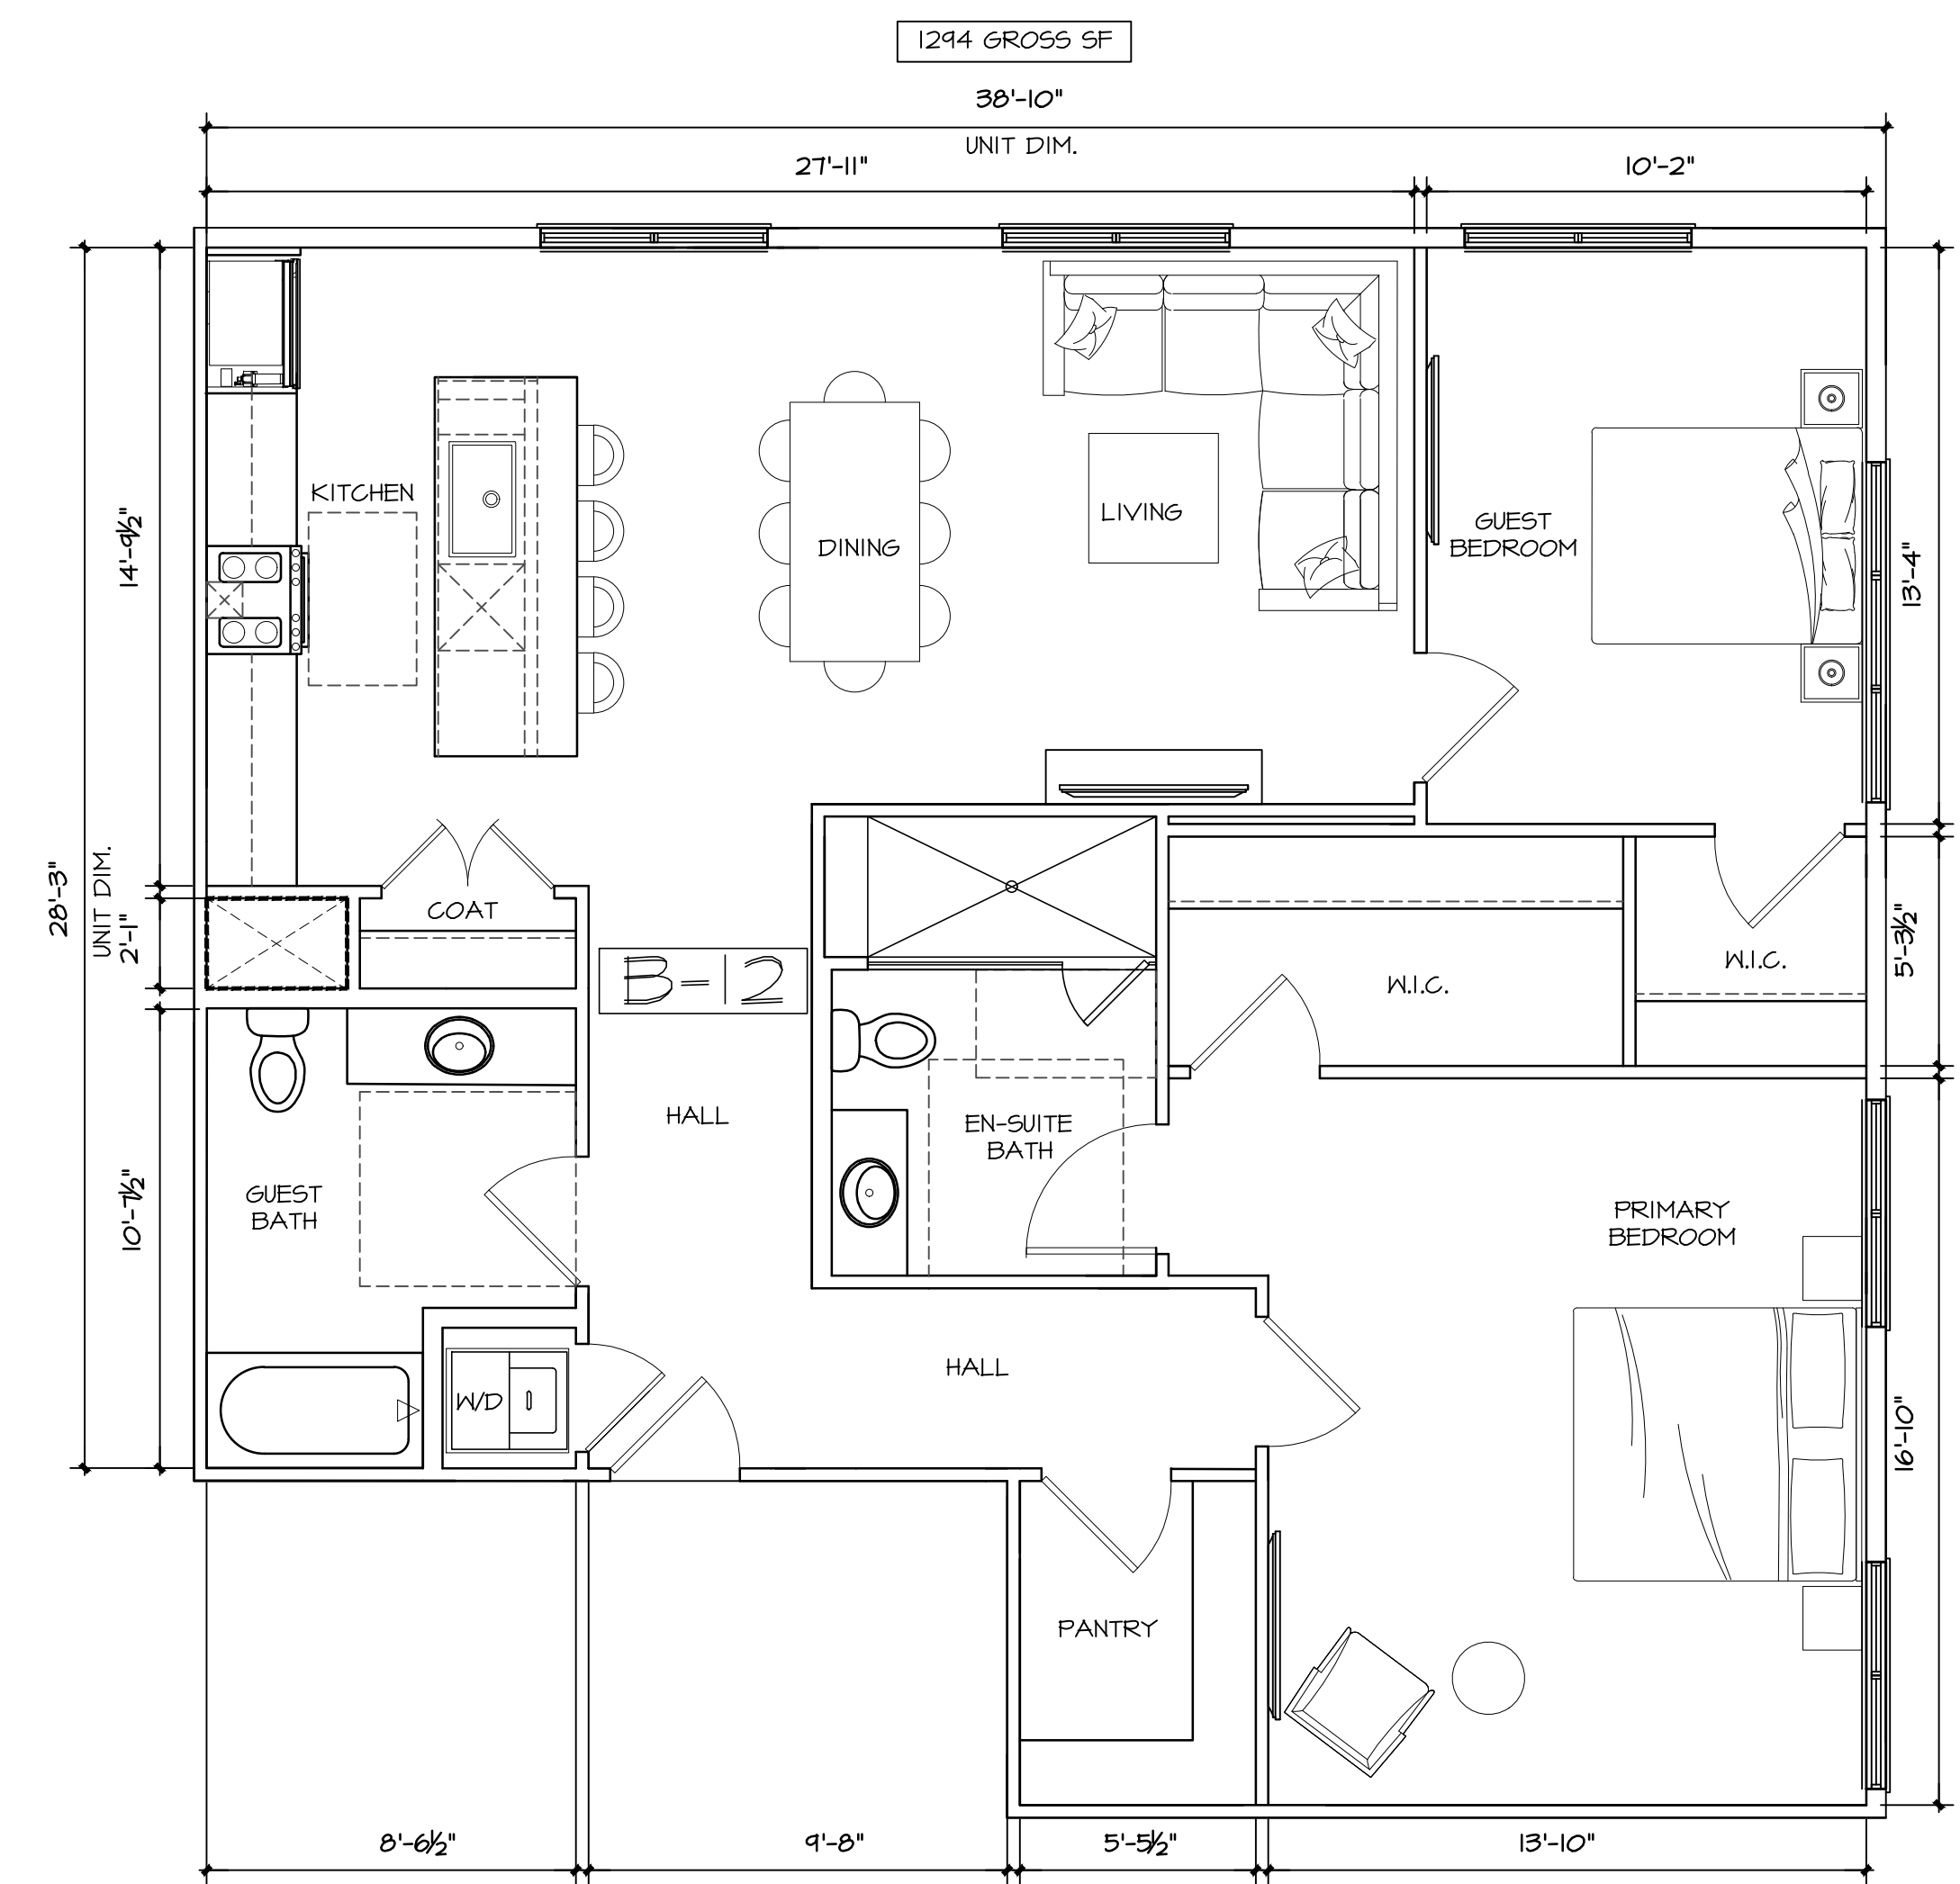 1294 GROSS SF
38'-10"
UNIT DIM.
27'-11"
10'-2"
KITCHEN
DINING
LIVING
GUEST
BEDROOM
14'-9½"
13'-4"
28'-3"
UNIT DIM.
2'-1"
COAT
B-12
W.I.C.
W.I.C.
5'-3½"
HALL
EN-SUITE
BATH
GUEST
BATH
10'-7½"
PRIMARY
BEDROOM
HALL
W/D
16'-10"
PANTRY
8'-6½"
9'-8"
5'-5½"
13'-10"